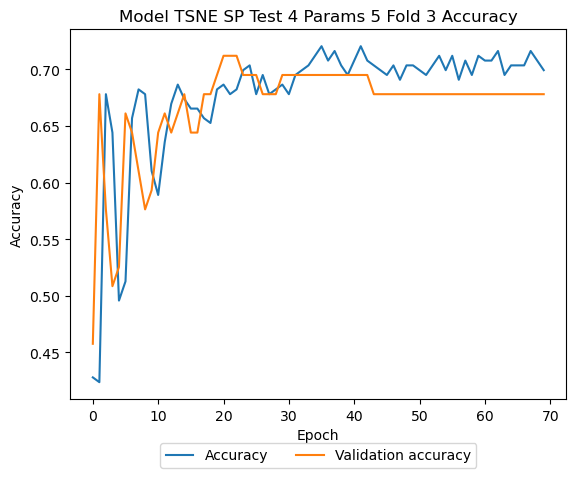 Model TSNE SP Test 4 Params 5 Fold 3 Accuracy
Accuracy
0.70
0.65
0.60
0.55
0.50
0.45
0 10 20 30 40 50 60 70
Epoch
Accuracy Validation accuracy